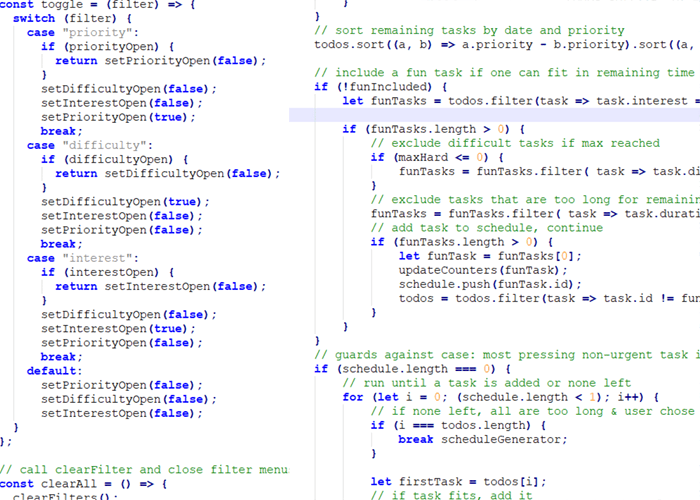 const toggle = (filter) => {
switch (filter) {
case "priority":
if (priorityOpen) {
return setPriorityOpen(false);
}
setDifficultyOpen(false);
setInterestOpen(false);
setPriorityOpen(true);
break;
case "difficulty":
if (difficultyOpen) {
return setDifficultyOpen(false);
}
setDifficultyOpen(true);
setInterestOpen(false);
setPriorityOpen(false);
break;
case "interest":
if (interestOpen) {
return setInterestOpen(false);
}
setDifficultyOpen(false);
setInterestOpen(true);
setPriorityOpen(false);
break;
default:
setPriorityOpen(false);
setDifficultyOpen(false);
setInterestOpen(false);
}
};
// call clearFilter and close filter menu
const clearAll = () => {
clearFilters();
}
}
// sort remaining tasks by date and priority
todos.sort((a, b) => a.priority - b.priority).sort((a,
// include a fun task if one can fit in remaining time
if (!funIncluded) {
let funTasks = todos.filter(task => task.interest =
if (funTasks.length > 0) {
// exclude difficult tasks if max reached
if (maxHard <= 0) {
funTasks = funTasks.filter( task => task.di
}
// exclude tasks that are too long for remainin
funTasks = funTasks.filter( task => task.durati
// add task to schedule, continue
if (funTasks.length > 0) {
let funTask = funTasks[0];
updateCounters(funTask);
schedule.push(funTask.id);
todos = todos.filter(task => task.id != fun
}
}
}
// guards against case: most pressing non-urgent task i
if (schedule.length === 0) {
// run until a task is added or none left
for (let i = 0; (schedule.length < 1); i++) {
// if none left, all are too long & user chose
if (i === todos.length) {
break scheduleGenerator;
}
let firstTask = todos[i];
// if task fits, add it